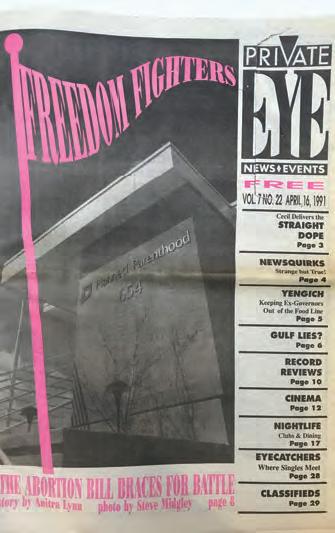 FREEDOM FIGHTERS
Planned Parenthood
654
THE ABORTION BILL BRACES FOR BATTLE
story by Anitra Lynn photo by Steve Midgley page 8
PRIVATE
EYE
NEWS♦EVENTS
FREE
VOL 7 NO. 22 APRIL, 16, 1991
Cecil Delivers the
STRAIGHT
DOPE
Page 3
NEWSQUIRKS
Strange but True!
Page 4
YENGICH
Keeping Ex-Governors
Out of the Food Line
Page 5
GULF LIES?
Page 6
RECORD
REVIEWS
Page 10
CINEMA
Page 12
NIGHTLIFE
Clubs & Dining
Page 17
EYECATCHERS
Where Singles Meet
Page 28
CLASSIFIEDS
Page 29